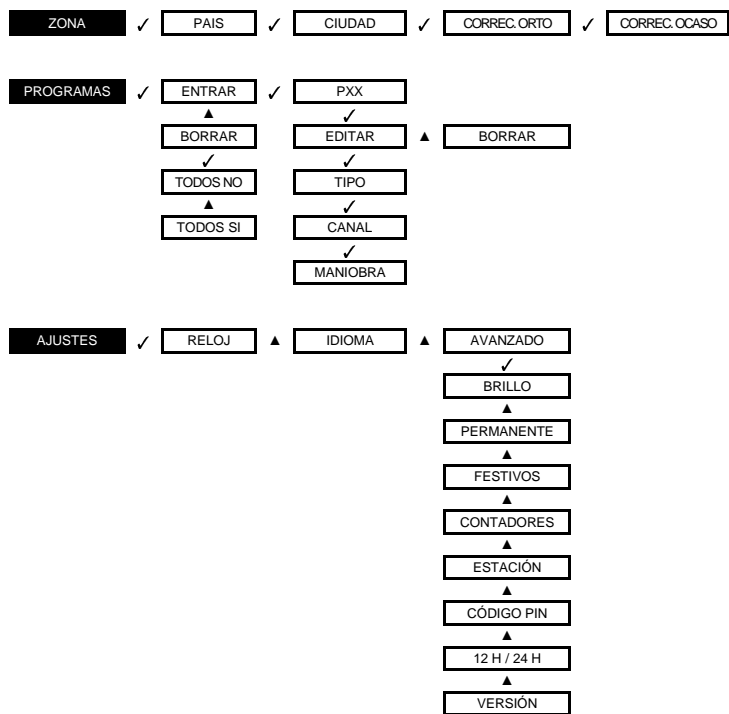 ZONA ✓ PAIS ✓ CIUDAD ✓ CORREC. ORTO ✓ CORREC. OCASO
PROGRAMAS ✓ ENTRAR ✓ PXX
▲ ✓
BORRAR EDITAR ▲ BORRAR
✓ ✓
TODOS NO TIPO
▲ ✓
TODOS SI CANAL
✓
MANIOBRA
AJUSTES ✓ RELOJ ▲ IDIOMA ▲ AVANZADO
✓
BRILLO
▲
PERMANENTE
▲
FESTIVOS
▲
CONTADORES
▲
ESTACIÓN
▲
CÓDIGO PIN
▲
12 H / 24 H
▲
VERSIÓN